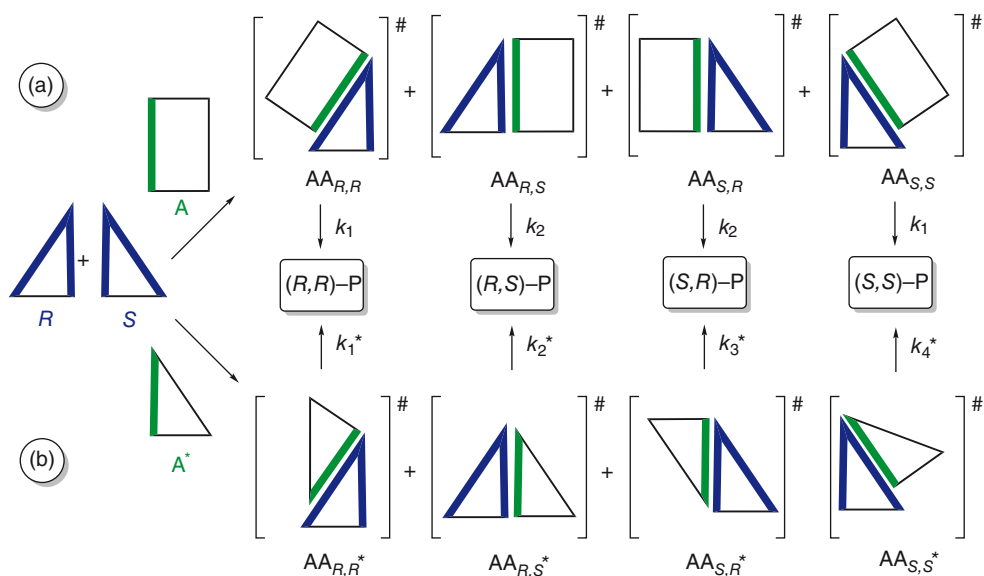 (a)
A
R + S
A*
(b)
# + # + # + #
AA_R,R AA_R,S AA_S,R AA_S,S
k₁ k₂ k₂ k₁
(R,R)–P (R,S)–P (S,R)–P (S,S)–P
k₁* k₂* k₃* k₄*
# + # + # + #
AA_R,R* AA_R,S* AA_S,R* AA_S,S*